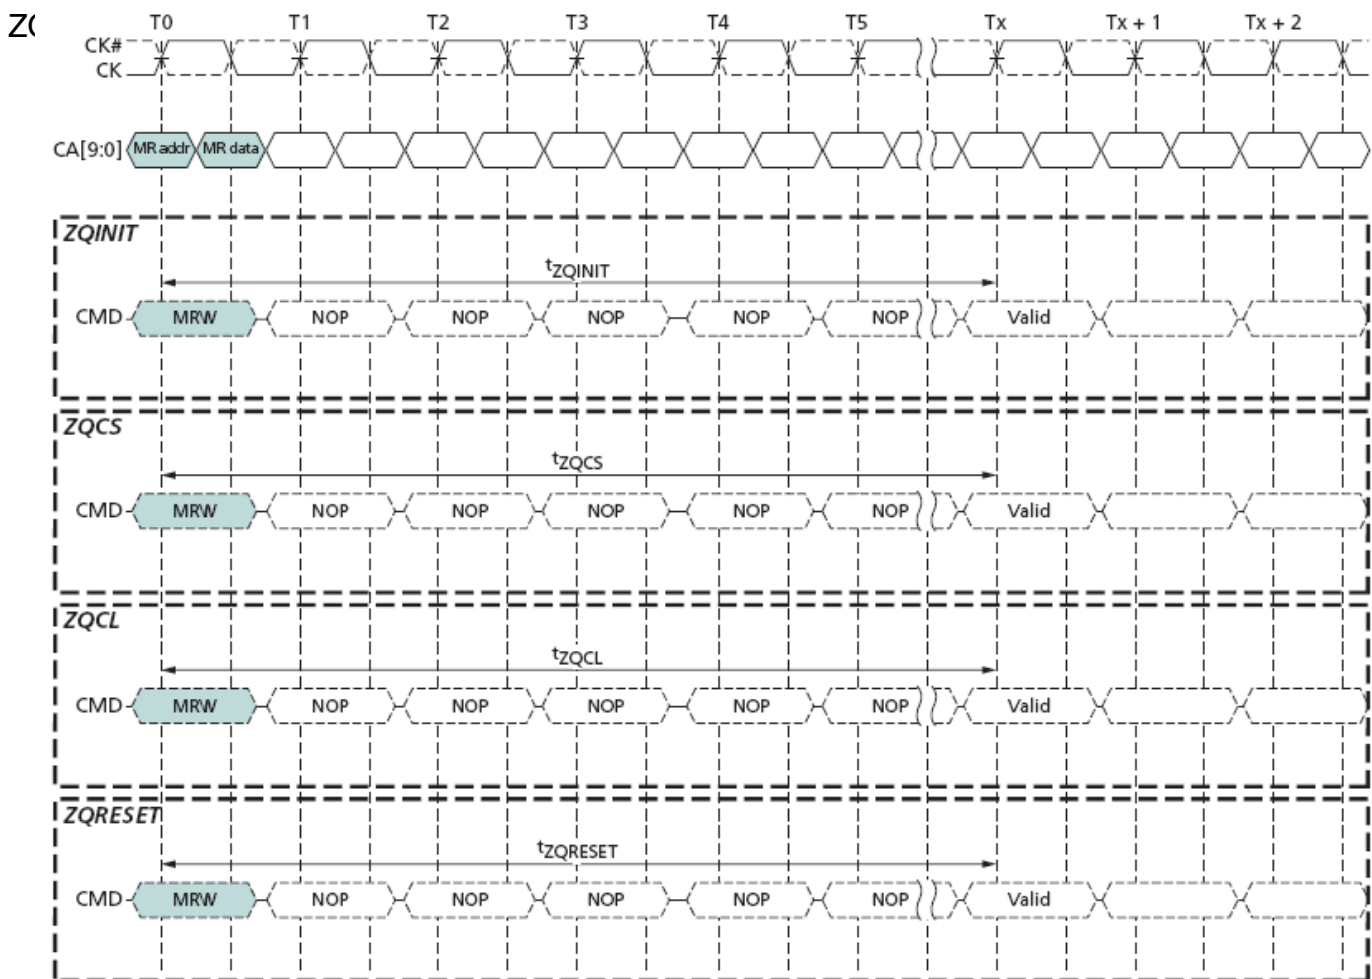 ZQ
T0 T1 T2 T3 T4 T5 Tx Tx + 1 Tx + 2
CK#
CK
CA[9:0] MR addr MR data
ZQINIT
tZQINIT
CMD MRW NOP NOP NOP NOP NOP Valid
ZQCS
tZQCS
CMD MRW NOP NOP NOP NOP NOP Valid
ZQCL
tZQCL
CMD MRW NOP NOP NOP NOP NOP Valid
ZQRESET
tZQRESET
CMD MRW NOP NOP NOP NOP NOP Valid